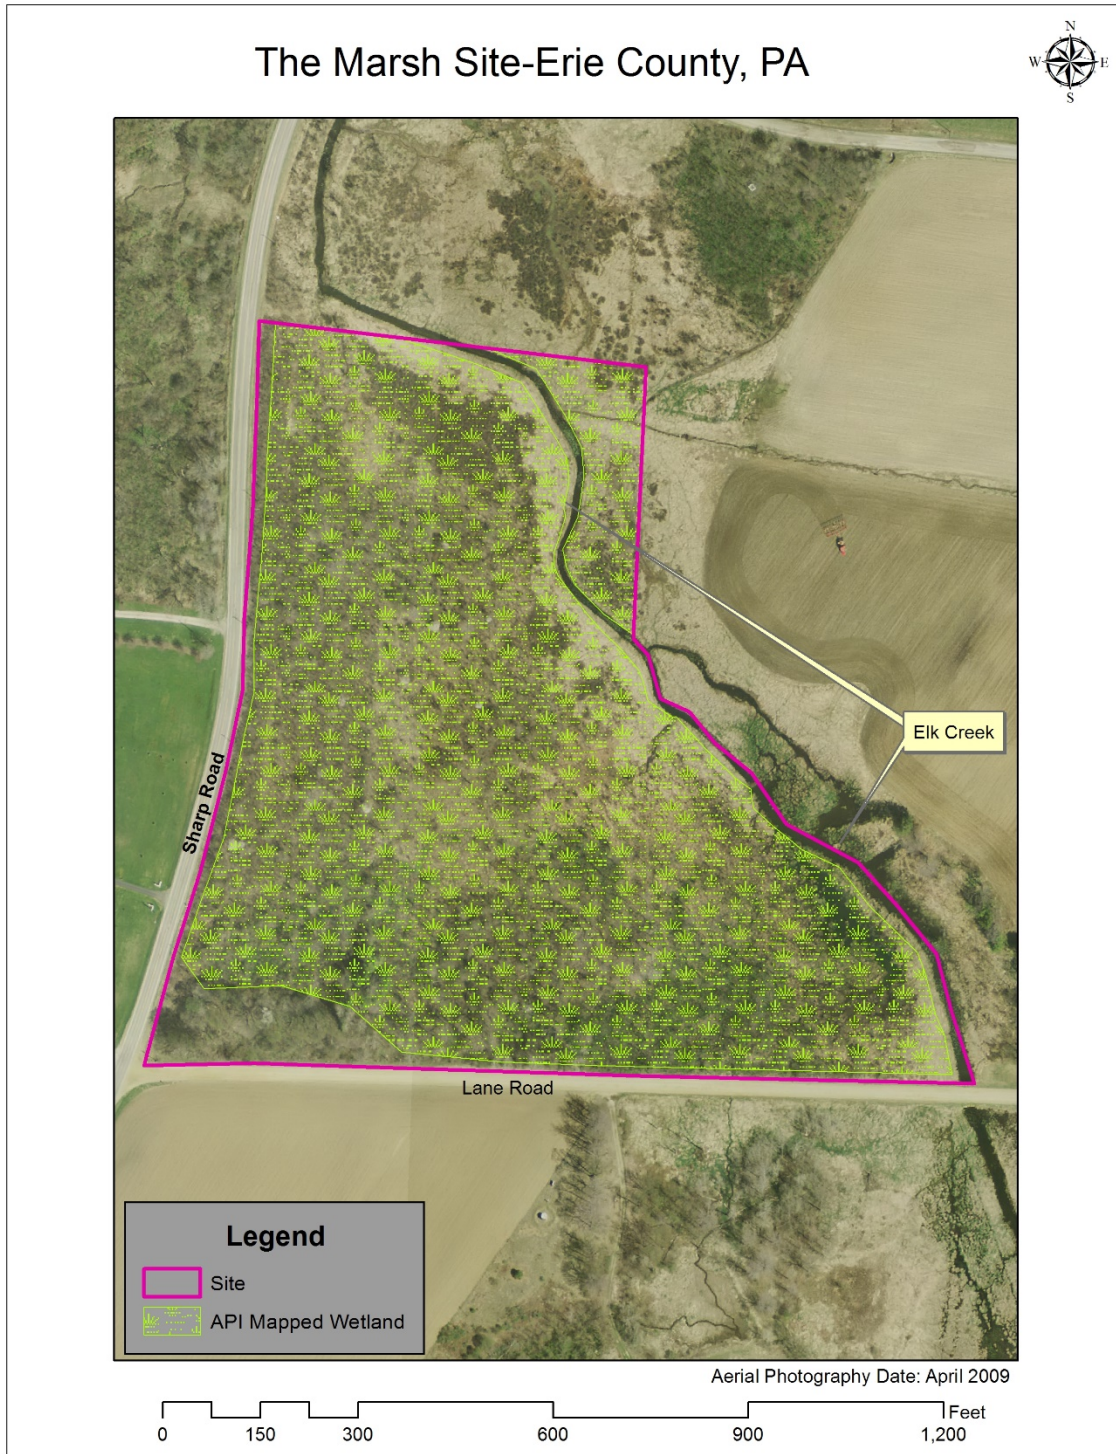 The Marsh Site-Erie County, PA
N
W E
S
Elk Creek
Sharp Road
Lane Road
Legend
Site
API Mapped Wetland
Aerial Photography Date: April 2009
Feet
0 150 300 600 900 1,200